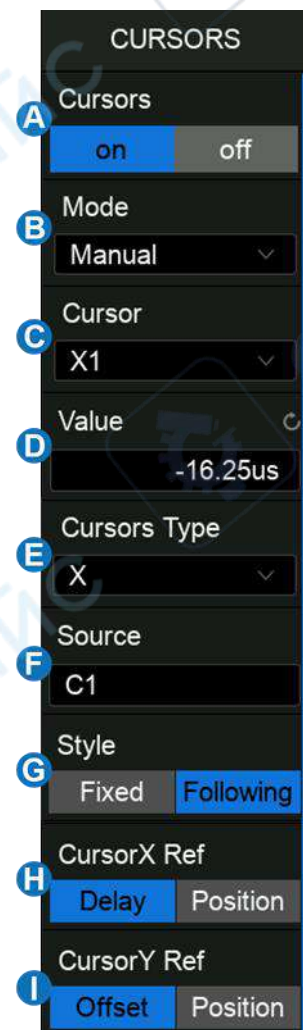 CURSORS
A Cursors
on off
B Mode
Manual
C Cursor
X1
D Value
-16.25us
E Cursors Type
X
F Source
C1
G Style
Fixed Following
H CursorX Ref
Delay Position
I CursorY Ref
Offset Position